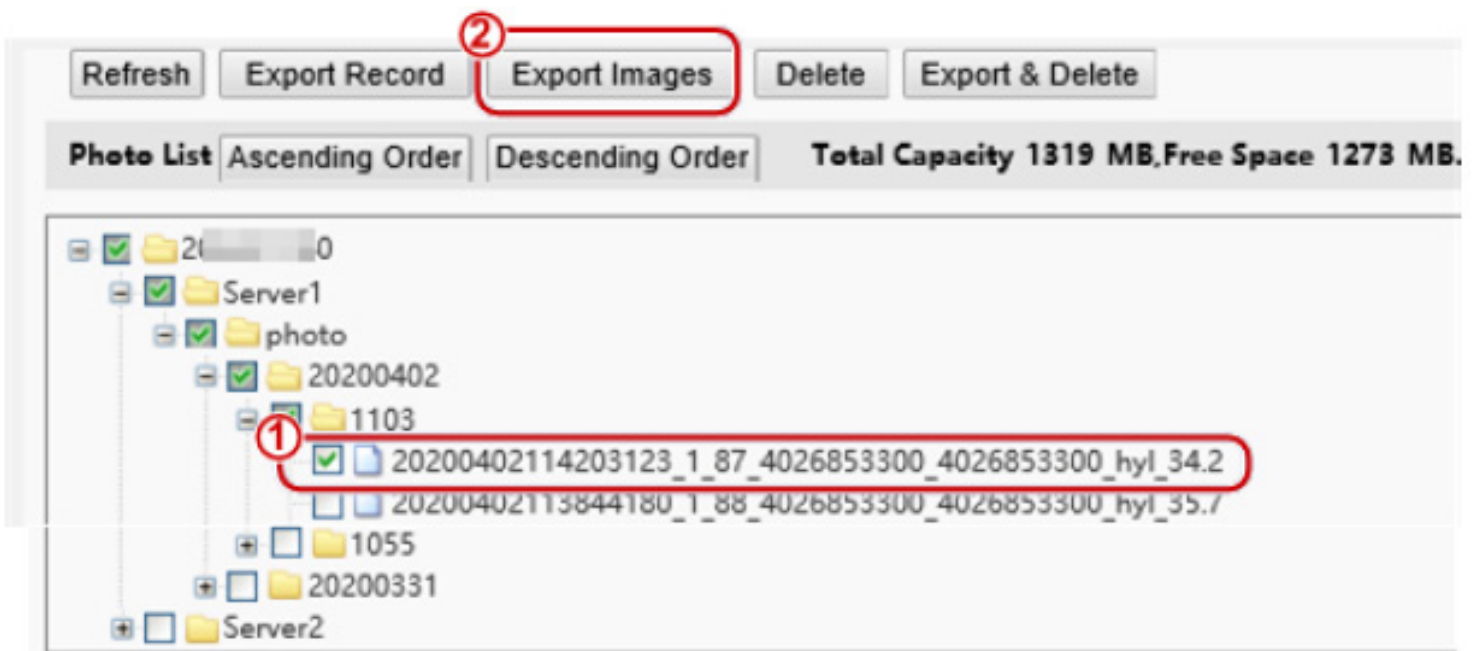 ②
Refresh Export Record Export Images Delete Export & Delete
Photo List Ascending Order Descending Order Total Capacity 1319 MB,Free Space 1273 MB.
Server1
photo
20200402
1103
①
20200402114203123_1_87_4026853300_4026853300_hyl_34.2
20200402113844180_1_88_4026853300_4026853300_hyl_35.7
1055
20200331
Server2